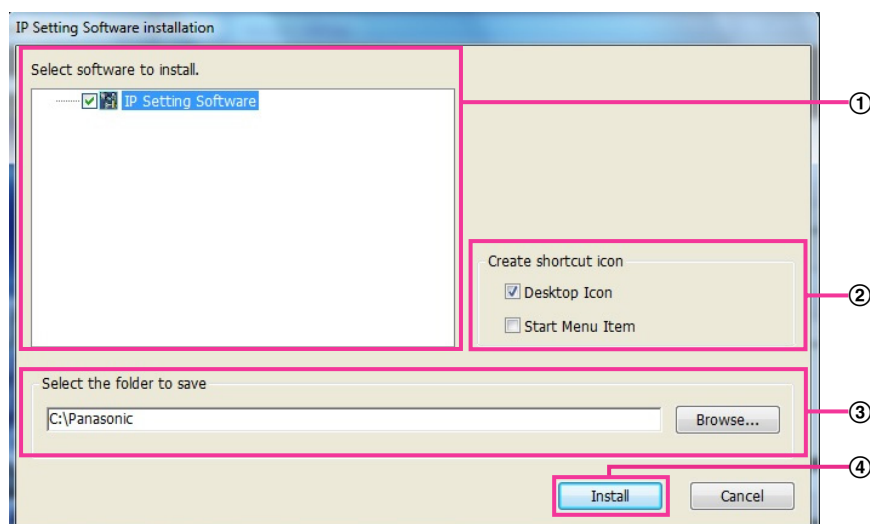 IP Setting Software installation
Select software to install.
IP Setting Software
①
Create shortcut icon
Desktop Icon
Start Menu Item
②
Select the folder to save
C:\Panasonic
Browse...
③
④
Install
Cancel